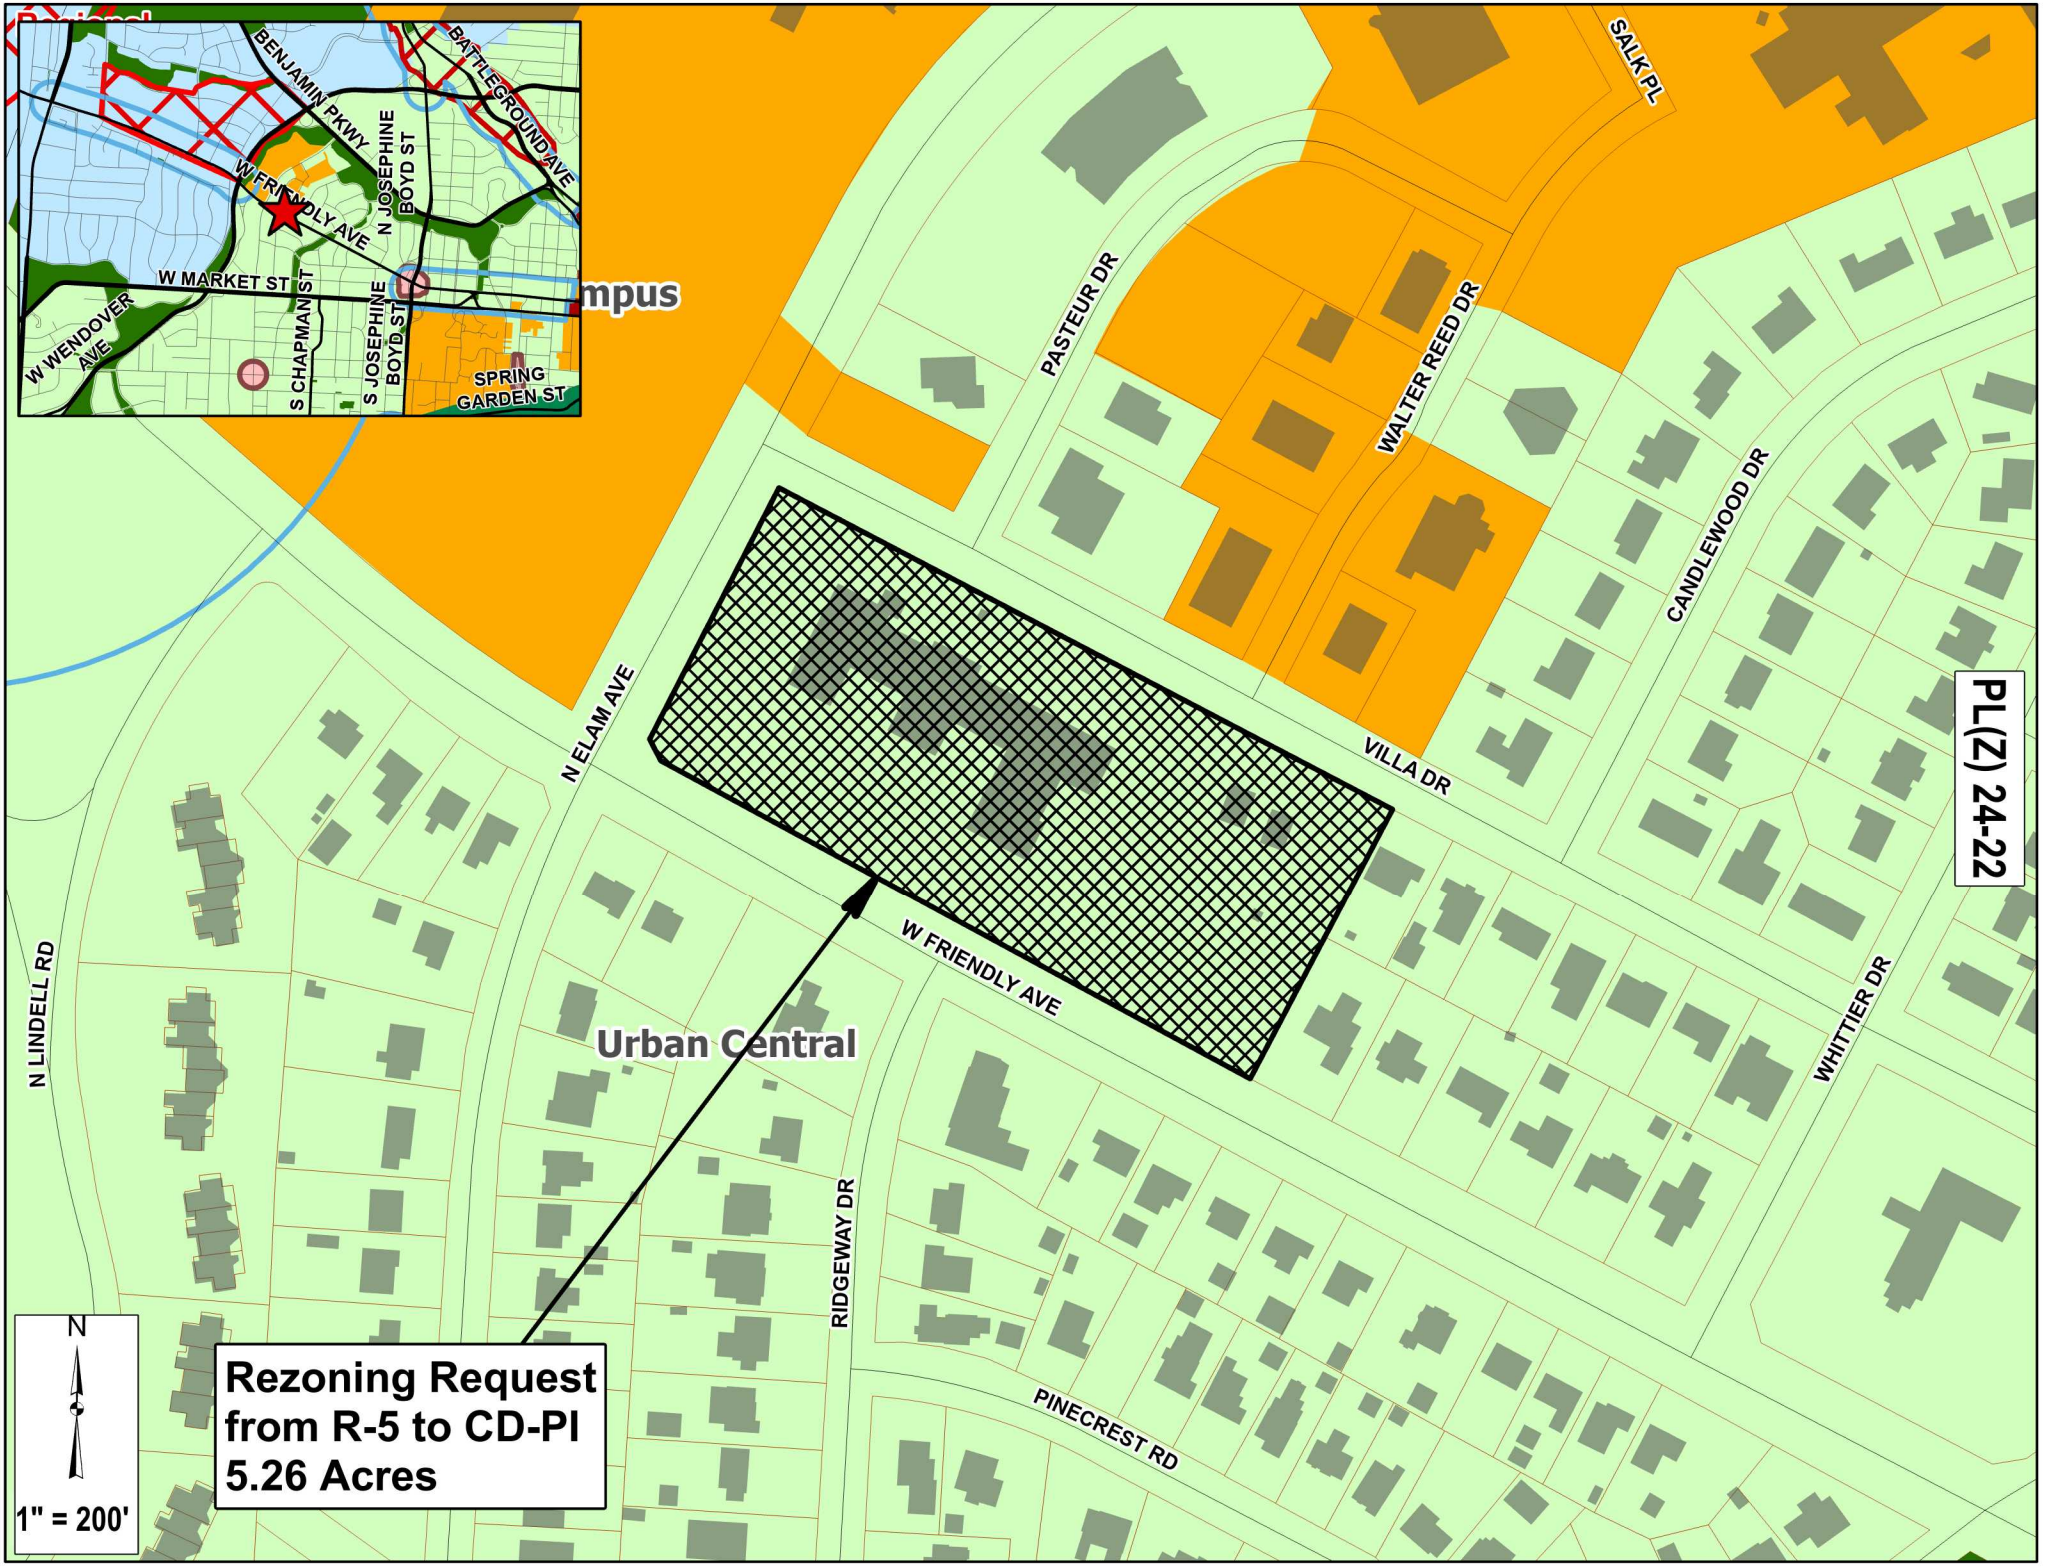 Regional
BENJAMIN PKWY
BATTLEGROUND AVE
N JOSEPHINE
BOYD ST
W FRIENDLY AVE
W MARKET ST
S CHAPMAN ST
S JOSEPHINE
BOYD ST
W WENDOVER
AVE
SPRING
GARDEN ST
mpus
SALK PL
PASTEUR DR
WALTER REED DR
CANDLEWOOD DR
N ELAM AVE
VILLA DR
PL(Z) 24-22
W FRIENDLY AVE
Urban Central
N LINDELL RD
WHITTIER DR
RIDGEWAY DR
PINECREST RD
Rezoning Request
from R-5 to CD-PI
5.26 Acres
N
1" = 200'